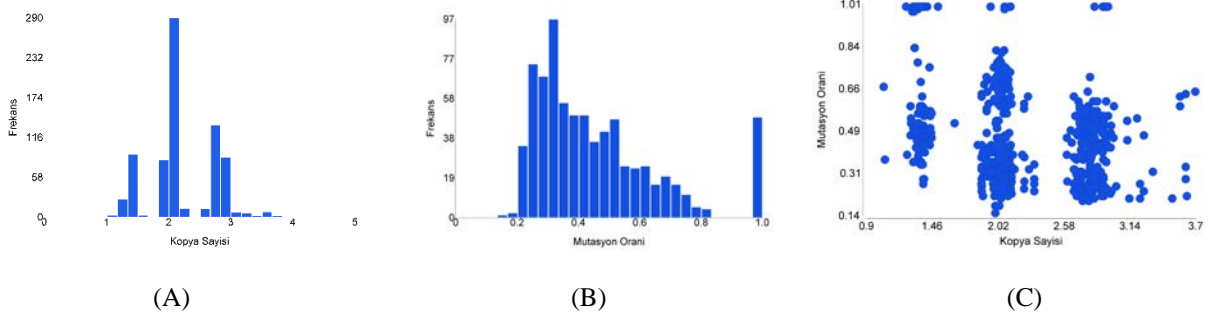 290
232
174
116
58
0
Frekans
0 1 2 3 4 5
Kopya Sayisi
(A)
97
77
58
38
19
0
Frekans
0 0.2 0.4 0.6 0.8 1.0
Mutasyon Orani
(B)
1.01
0.84
0.66
0.49
0.31
0.14
Mutasyon Orani
0.9 1.46 2.02 2.58 3.14 3.7
Kopya Sayisi
(C)